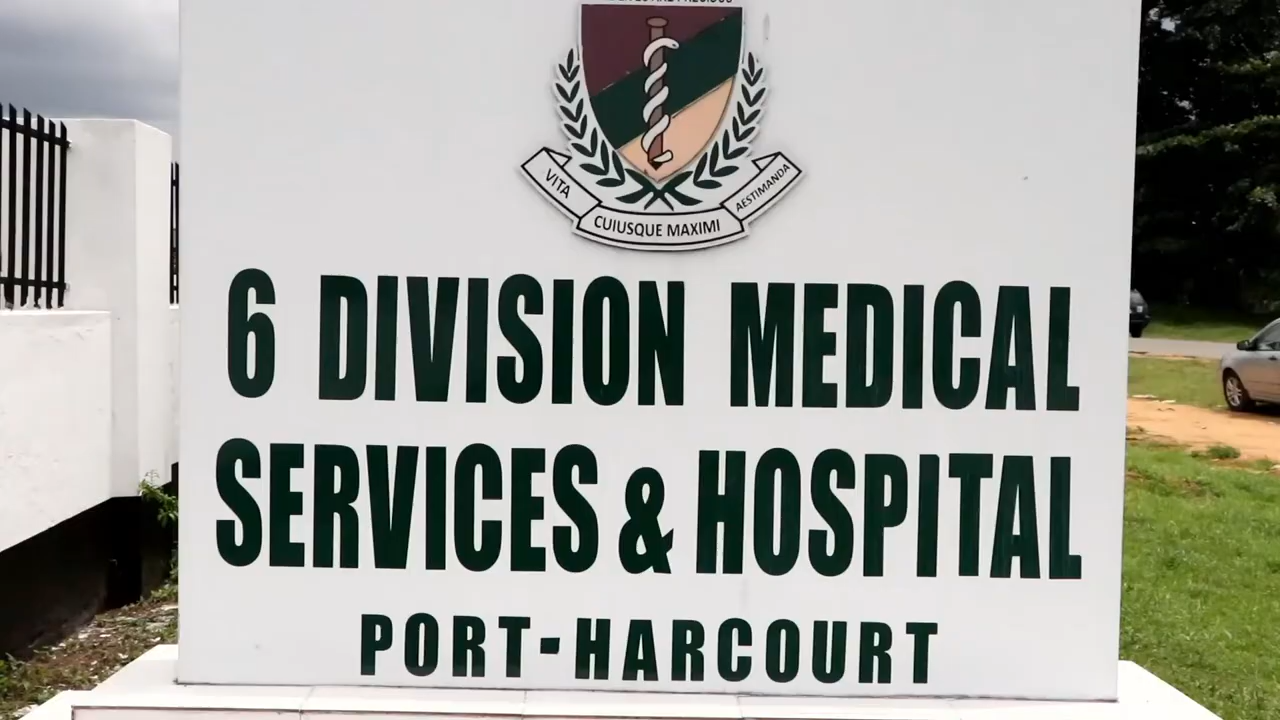 VITA
CUIUSQUE MAXIMI
AESTIMANDA
6 DIVISION MEDICAL
SERVICES & HOSPITAL
PORT-HARCOURT